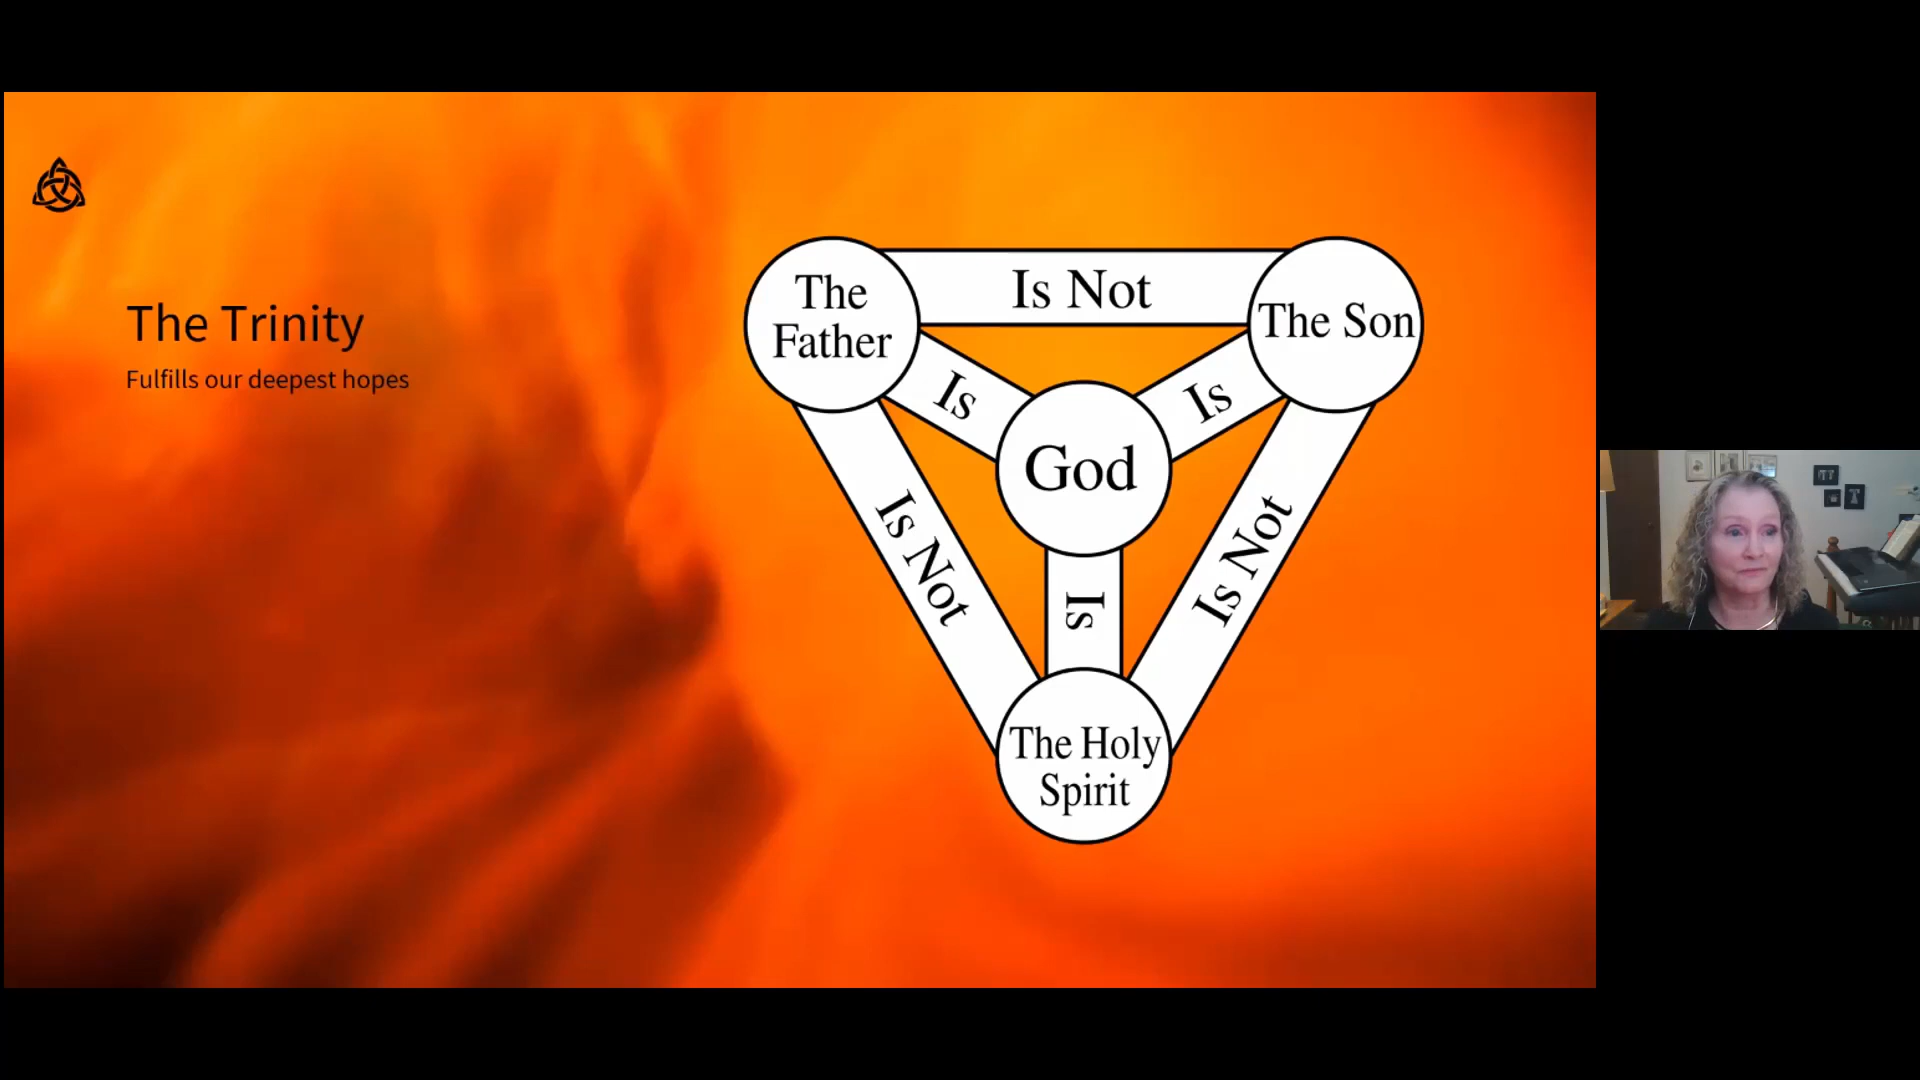 The Trinity
Fulfills our deepest hopes
The
Father
Is Not
The Son
Is
Is
God
Is Not
Is
Is Not
The Holy
Spirit